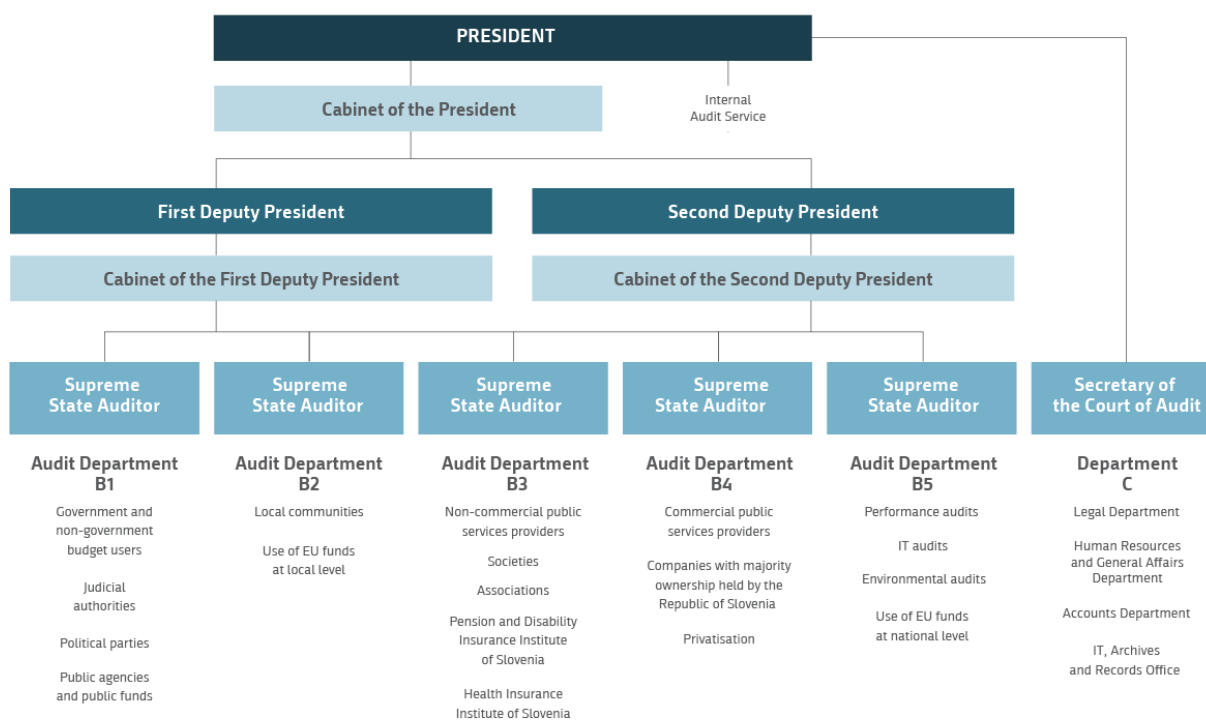 PRESIDENT
Cabinet of the President
Internal
Audit Service
First Deputy President
Second Deputy President
Cabinet of the First Deputy President
Cabinet of the Second Deputy President
Supreme
State Auditor
Audit Department
B1
Government and
non-government
budget users
Judicial
authorities
Political parties
Public agencies
and public funds
Supreme
State Auditor
Audit Department
B2
Local communities
Use of EU funds
at local level
Supreme
State Auditor
Audit Department
B3
Non-commercial public
services providers
Societies
Associations
Pension and Disability
Insurance Institute
of Slovenia
Health Insurance
Institute of Slovenia
Supreme
State Auditor
Audit Department
B4
Commercial public
services providers
Companies with majority
ownership held by the
Republic of Slovenia
Privatisation
Supreme
State Auditor
Audit Department
B5
Performance audits
IT audits
Environmental audits
Use of EU funds
at national level
Secretary of
the Court of Audit
Department
C
Legal Department
Human Resources
and General Affairs
Department
Accounts Department
IT, Archives
and Records Office